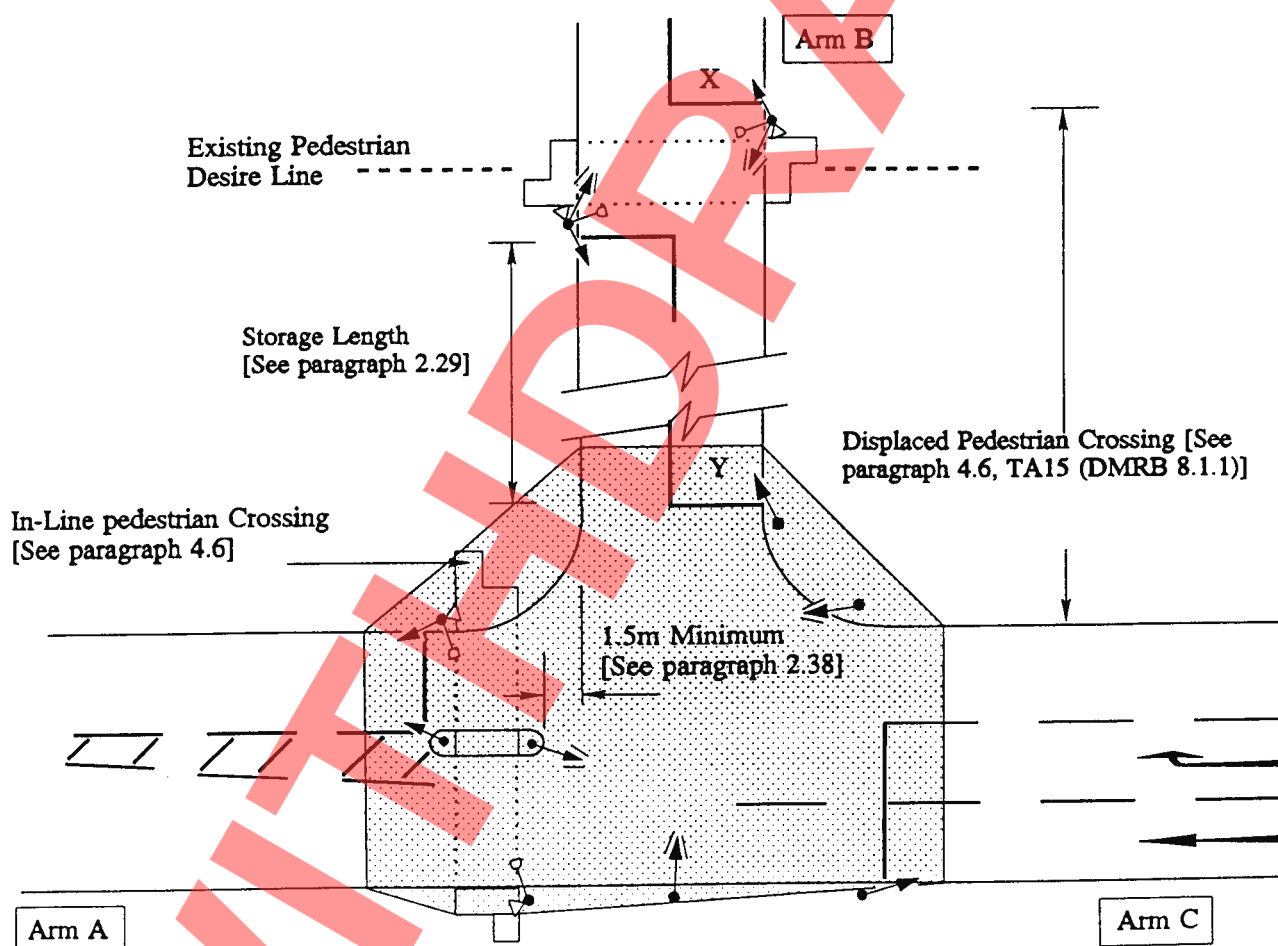 Arm B
X
Existing Pedestrian
Desire Line
Storage Length
[See paragraph 2.29]
Displaced Pedestrian Crossing [See
paragraph 4.6, TA15 (DMRB 8.1.1)]
Y
In-Line pedestrian Crossing
[See paragraph 4.6]
1.5m Minimum
[See paragraph 2.38]
Arm A
Arm C
WITHDRA